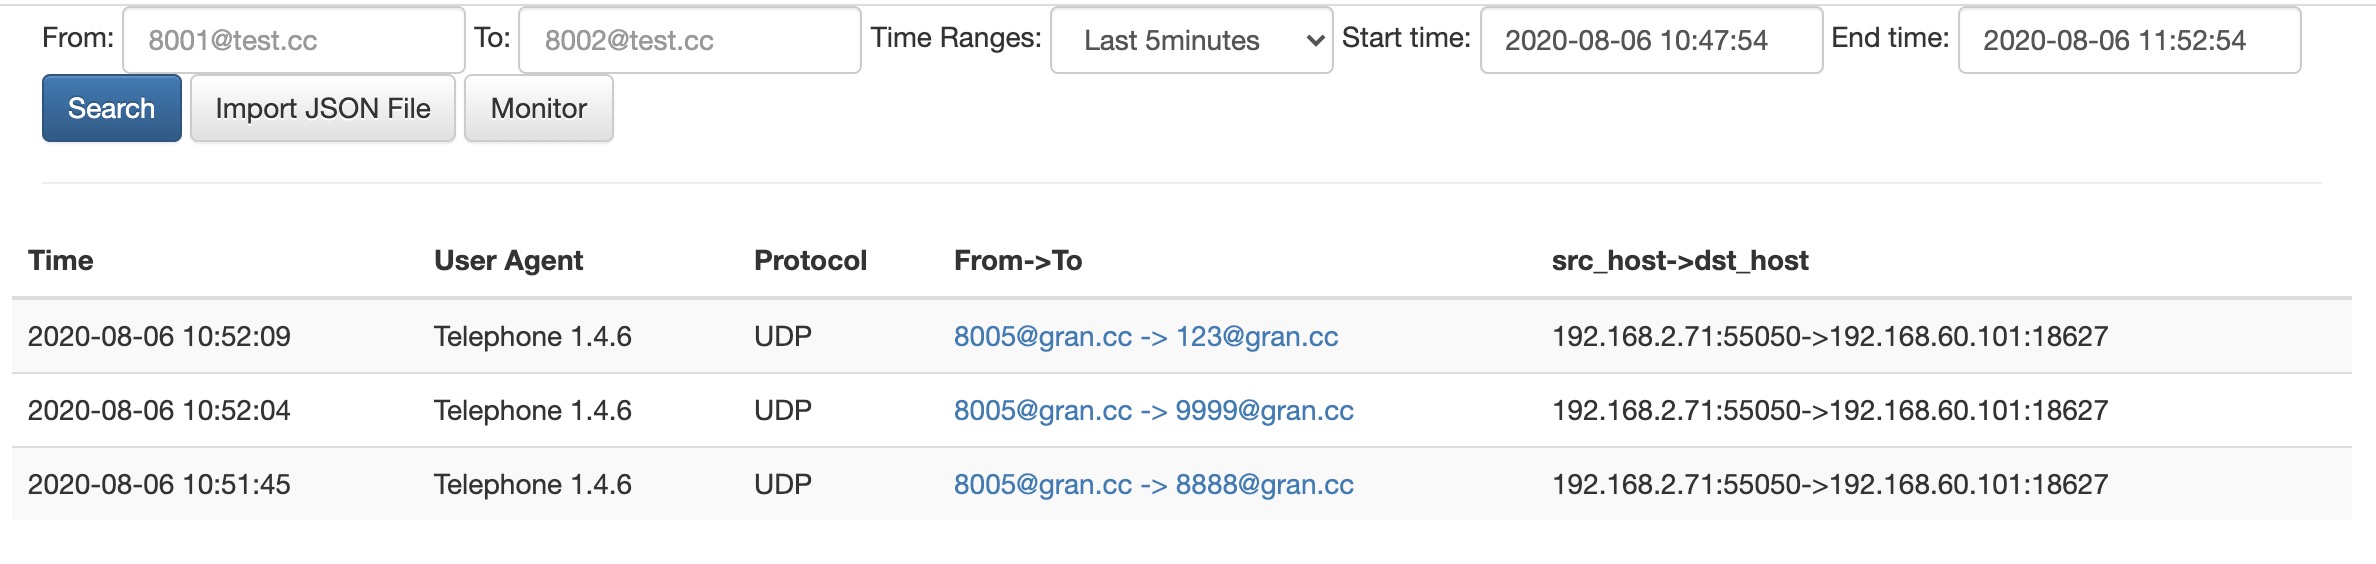 From: 8001@test.cc To: 8002@test.cc Time Ranges: Last 5minutes Start time: 2020-08-06 10:47:54 End time: 2020-08-06 11:52:54
Search Import JSON File Monitor
Time User Agent Protocol From->To src_host->dst_host
2020-08-06 10:52:09 Telephone 1.4.6 UDP 8005@gran.cc -> 123@gran.cc 192.168.2.71:55050->192.168.60.101:18627
2020-08-06 10:52:04 Telephone 1.4.6 UDP 8005@gran.cc -> 9999@gran.cc 192.168.2.71:55050->192.168.60.101:18627
2020-08-06 10:51:45 Telephone 1.4.6 UDP 8005@gran.cc -> 8888@gran.cc 192.168.2.71:55050->192.168.60.101:18627